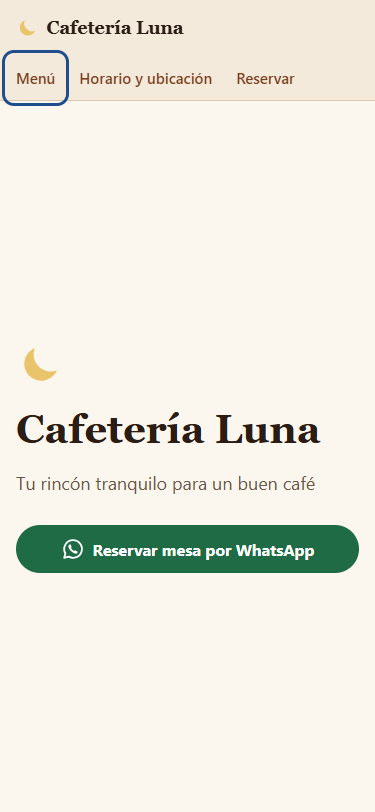 Cafetería Luna
Menú Horario y ubicación Reservar
Cafetería Luna
Tu rincón tranquilo para un buen café
Reservar mesa por WhatsApp